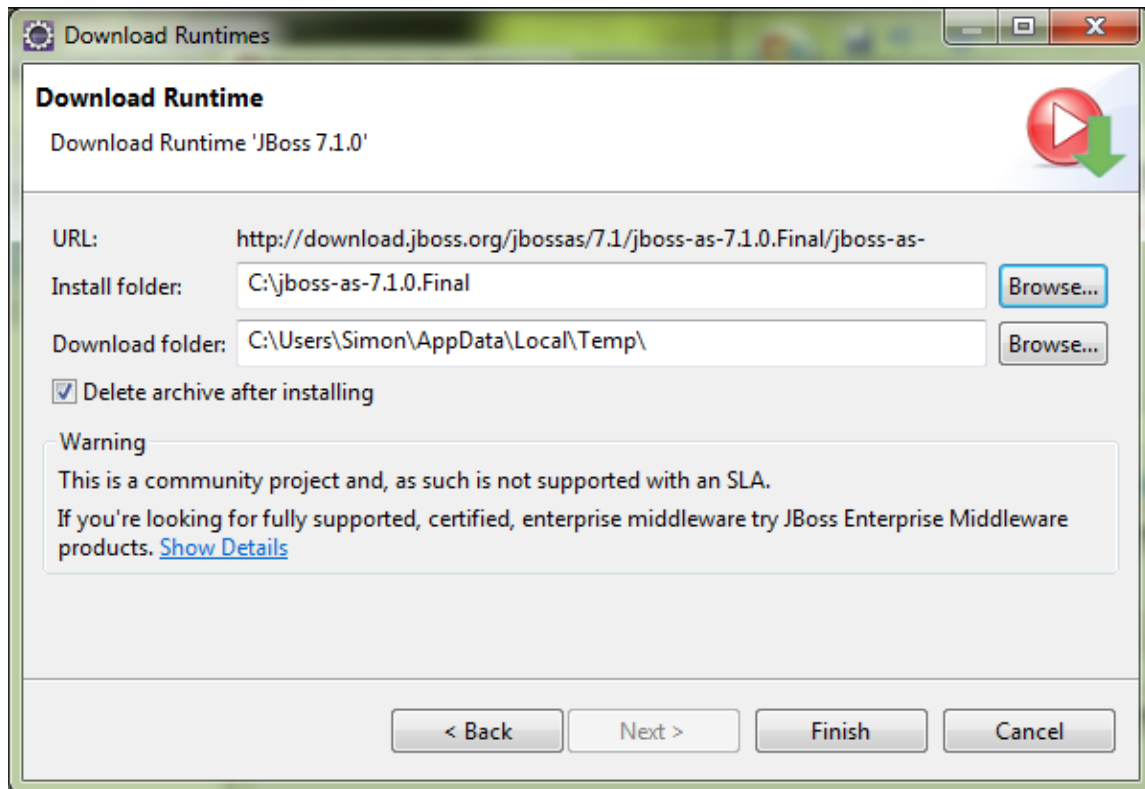 Download Runtimes
Download Runtime
Download Runtime 'JBoss 7.1.0'
URL: http://download.jboss.org/jbossas/7.1/jboss-as-7.1.0.Final/jboss-as-
Install folder: C:\jboss-as-7.1.0.Final Browse...
Download folder: C:\Users\Simon\AppData\Local\Temp\ Browse...
Delete archive after installing
Warning
This is a community project and, as such is not supported with an SLA.
If you're looking for fully supported, certified, enterprise middleware try JBoss Enterprise Middleware
products. Show Details
< Back Next > Finish Cancel